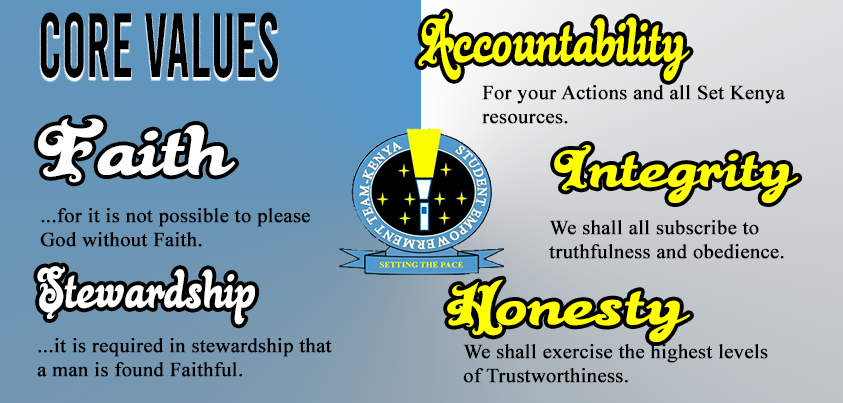 CORE VALUES
Faith
...for it is not possible to please
God without Faith.
Stewardship
...it is required in stewardship that
a man is found Faithful.
STUDENT EMPOWERMENT TEAM-KENYA
SETTING THE PACE
Accountability
For your Actions and all Set Kenya
resources.
Integrity
We shall all subscribe to
truthfulness and obedience.
Honesty
We shall exercise the highest levels
of Trustworthiness.